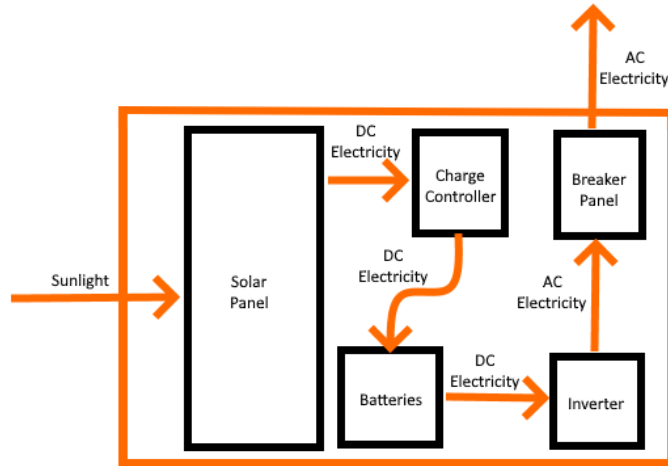 Sunlight
Solar
Panel
DC
Electricity
Charge
Controller
DC
Electricity
Batteries
DC
Electricity
Inverter
AC
Electricity
Breaker
Panel
AC
Electricity